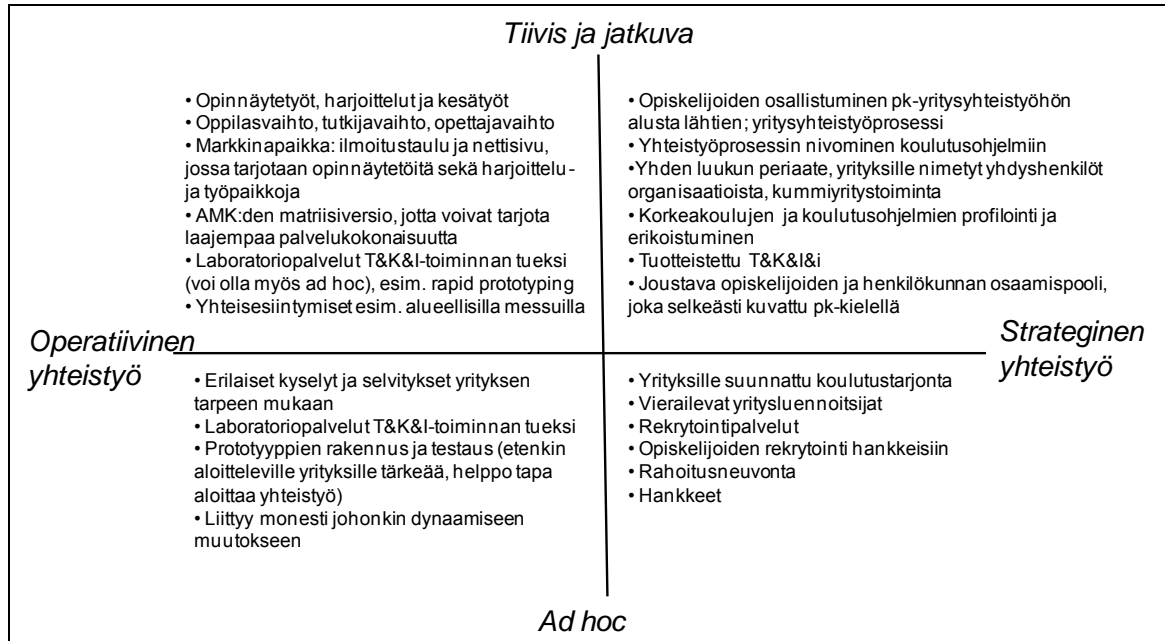 Tiivis ja jatkuva
• Opinnäytetyöt, harjoittelut ja kesätyöt
• Oppilasvaihto, tutkijavaihto, opettajavaihto
• Markkinapaikka: ilmoitustaulu ja nettisivu,
jossa tarjotaan opinnäytetöitä sekä harjoittelu-
ja työpaikkoja
• AMK:den matriisiversio, jotta voivat tarjota
laajempaa palvelukokonaisuutta
• Laboratoriopalvelut T&K&I-toiminnan tueksi
(voi olla myös ad hoc), esim. rapid prototyping
• Yhteisesiintymiset esim. alueellisilla messuilla
• Opiskelijoiden osallistuminen pk-yritysyhteistyöhön
alusta lähtien; yritysyhteistyöprosessi
• Yhteistyöprosessin nivominen koulutusohjelmiin
• Yhden luukun periaate, yrityksille nimetyt yhdyshenkilöt
organisaatioista, kummiyritystoiminta
• Korkeakoulujen ja koulutusohjelmien profilointi ja
erikoistuminen
• Tuotteistettu T&K&I&i
• Joustava opiskelijoiden ja henkilökunnan osaamispooli,
joka selkeästi kuvattu pk-kielellä
Operatiivinen
yhteistyö
Strateginen
yhteistyö
• Erilaiset kyselyt ja selvitykset yrityksen
tarpeen mukaan
• Laboratoriopalvelut T&K&I-toiminnan tueksi
• Prototyyppien rakennus ja testaus (etenkin
aloitteleville yrityksille tärkeää, helppo tapa
aloittaa yhteistyö)
• Liittyy monesti johonkin dynaamiseen
muutokseen
• Yrityksille suunnattu koulutustarjonta
• Vierailevat yritysluennoitsijat
• Rekrytointipalvelut
• Opiskelijoiden rekrytointi hankkeisiin
• Rahoitusneuvonta
• Hankkeet
Ad hoc